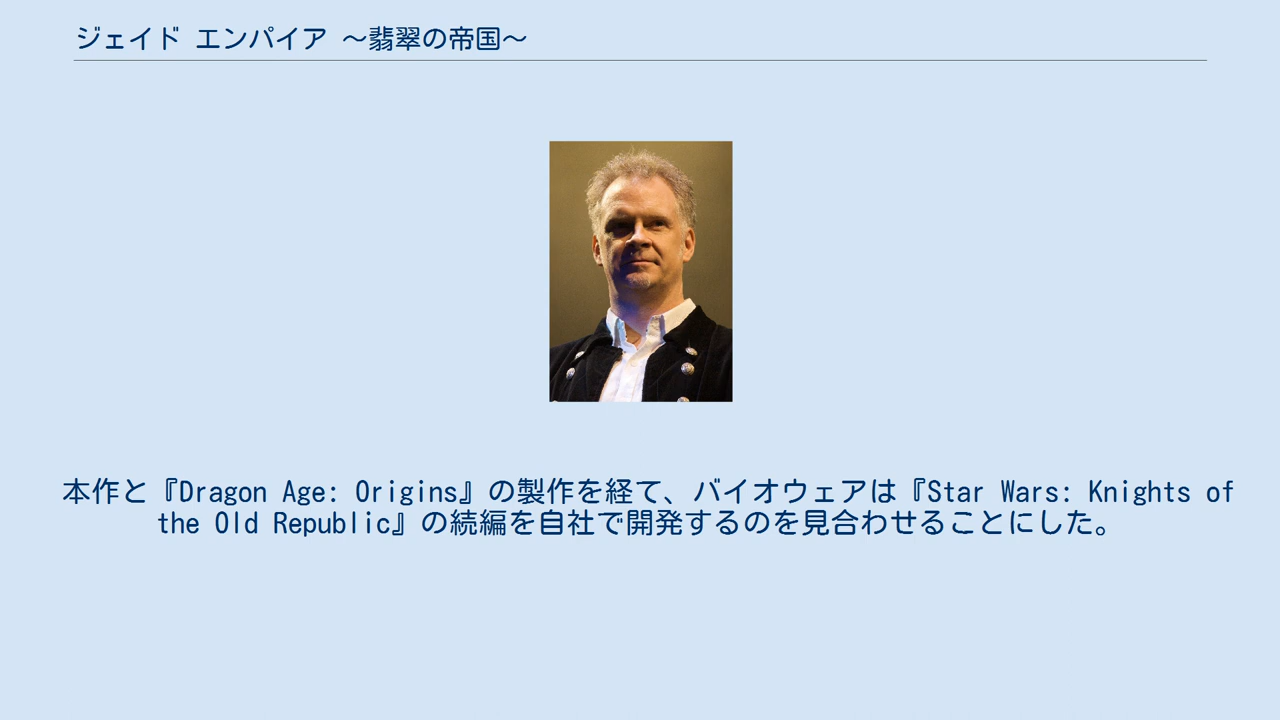 ジェイド エンパイア ～翡翠の帝国～
本作と『Dragon Age: Origins』の製作を経て、バイオウェアは『Star Wars: Knights of
the Old Republic』の続編を自社で開発するのを見合わせることにした。